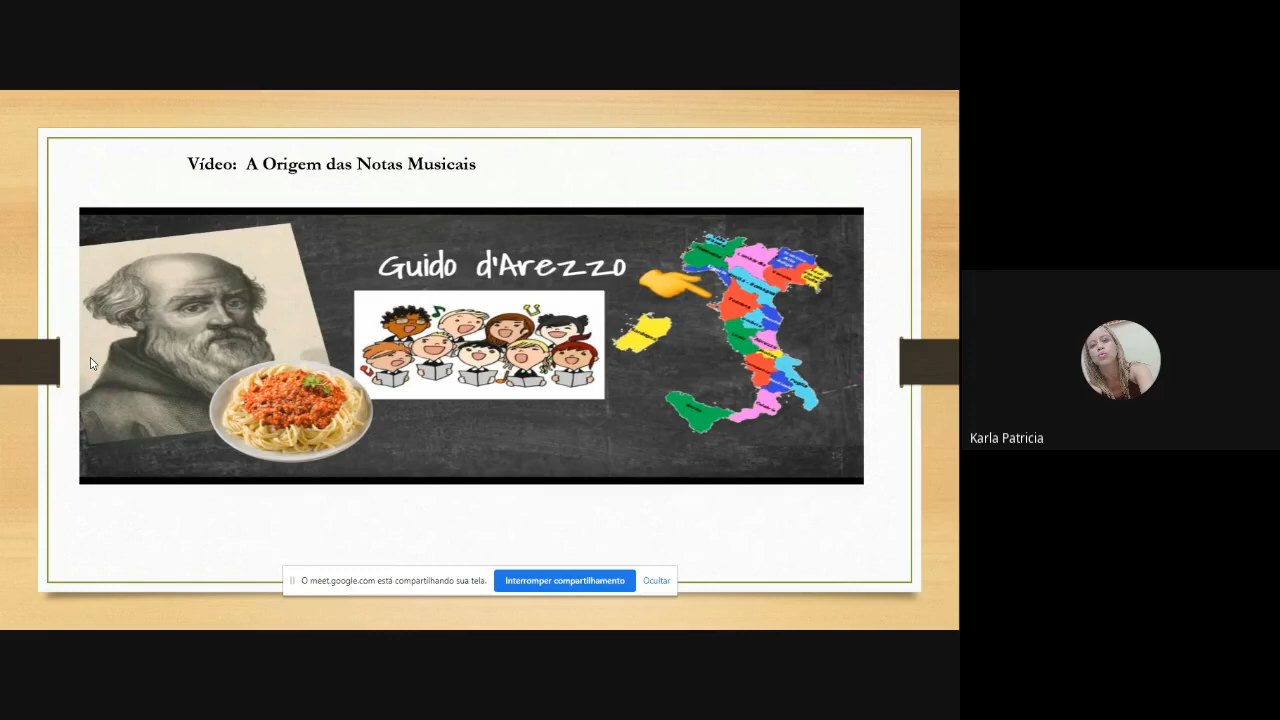 Vídeo:  A Origem das Notas Musicais
Guido d'Arezzo
O meet.google.com está compartilhando sua tela.
Interromper compartilhamento
Ocultar
Karla Patricia